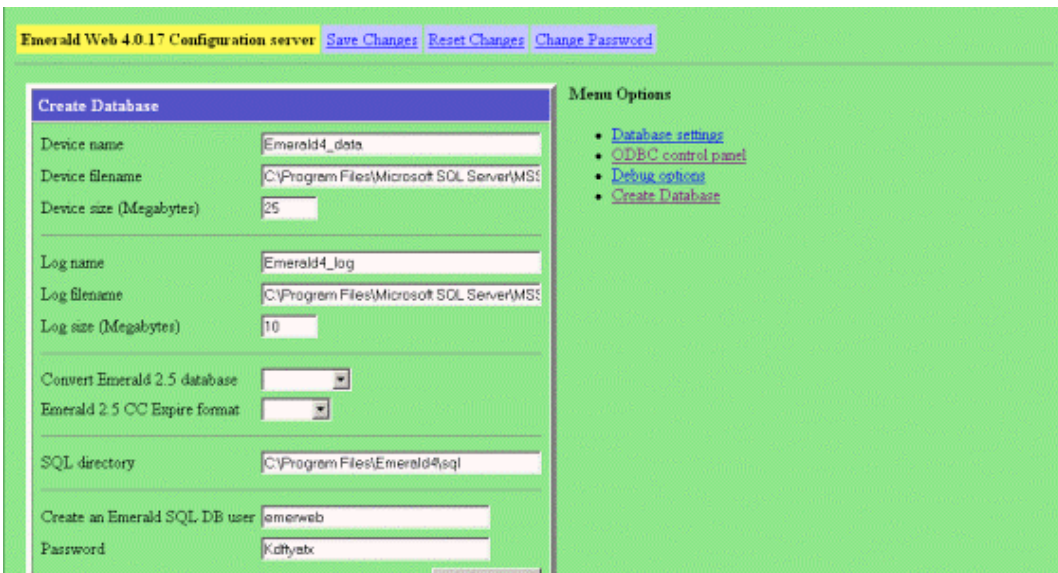 Emerald Web 4.0.17 Configuration server Save Changes Reset Changes Change Password
Create Database
Device name Emerald4_data
Device filename C:\Program Files\Microsoft SQL Server\MSS
Device size (Megabytes) 25
Log name Emerald4_log
Log filename C:\Program Files\Microsoft SQL Server\MSS
Log size (Megabytes) 10
Convert Emerald 2.5 database
Emerald 2.5 CC Expire format
SQL directory C:\Program Files\Emerald4\sql
Create an Emerald SQL DB user emerweb
Password
Menu Options
Database settings
ODBC control panel
Debug options
Create Database